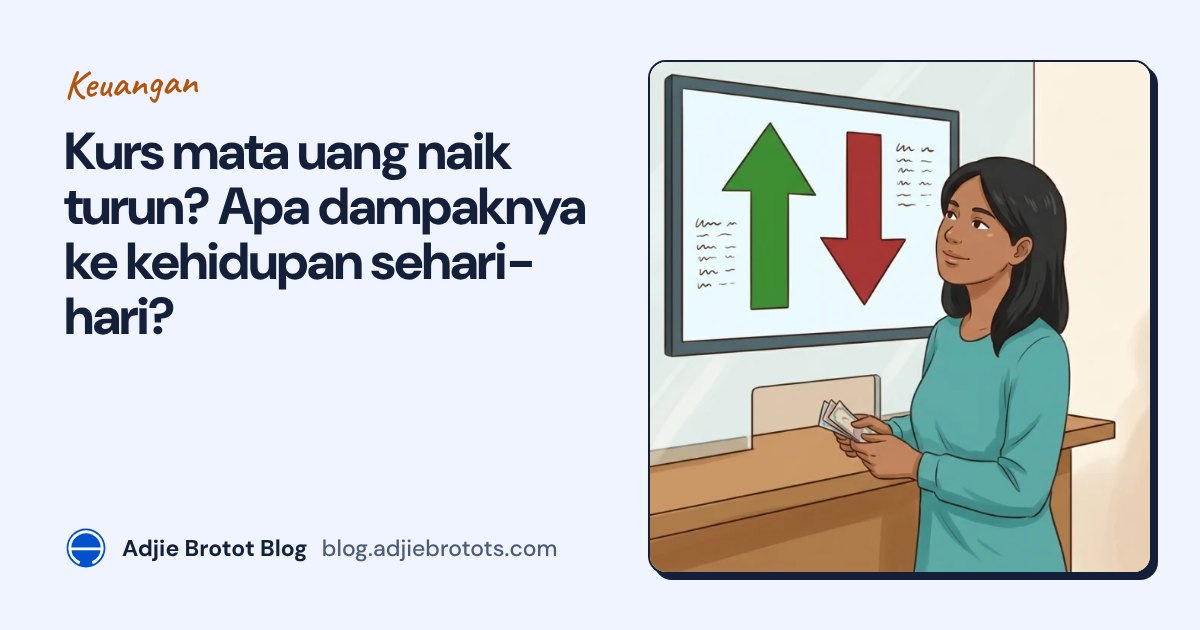 Keuangan
Kurs mata uang naik
turun? Apa dampaknya
ke kehidupan sehari-
hari?
Adjie Brotot Blog blog.adjiebrotots.com